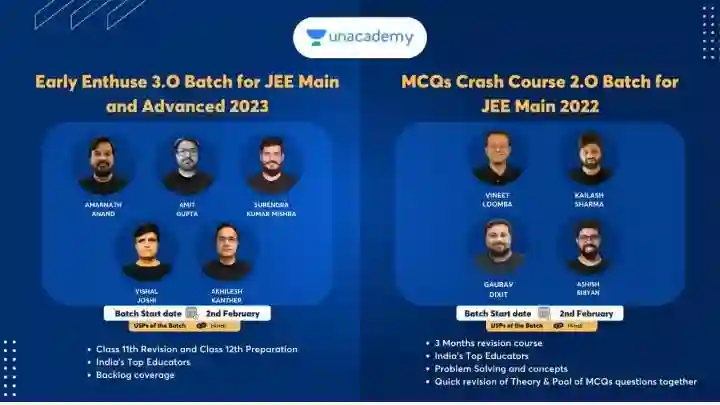 unacademy
Early Enthuse 3.O Batch for JEE Main
and Advanced 2023
AMARNATH
ANAND
AMIT
GUPTA
SURENDRA
KUMAR MISHRA
VISHAL
JOSHI
AKHILESH
KANTHER
Batch Start date 2nd February
USPs of the Batch Hindi
Class 11th Revision and Class 12th Preparation
India's Top Educators
Backlog coverage
MCQs Crash Course 2.O Batch for
JEE Main 2022
VINEET
LOOMBA
KAILASH
SHARMA
GAURAV
DIXIT
ASHISH
BIBYAN
Batch Start date 2nd February
USPs of the Batch Hindi
3 Months revision course
India's Top Educators
Problem Solving and concepts
Quick revision of Theory & Pool of MCQs questions together